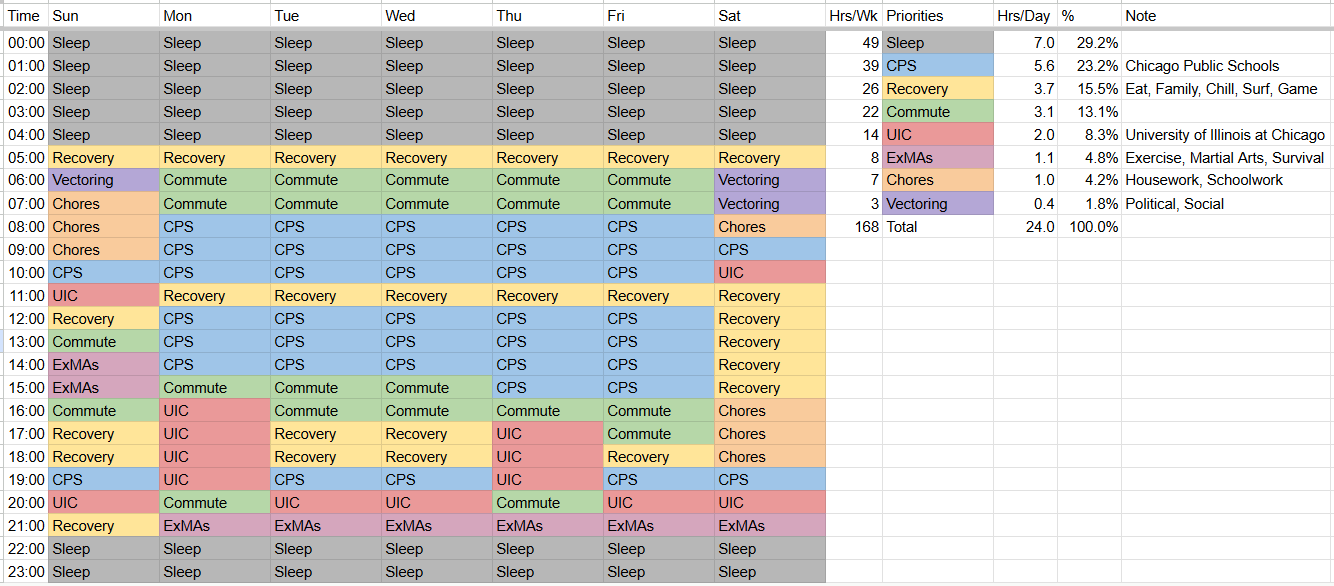 Time Sun Mon Tue Wed Thu Fri Sat Hrs/Wk Priorities Hrs/Day % Note
00:00 Sleep Sleep Sleep Sleep Sleep Sleep Sleep 49 Sleep 7.0 29.2%
01:00 Sleep Sleep Sleep Sleep Sleep Sleep Sleep 39 CPS 5.6 23.2% Chicago Public Schools
02:00 Sleep Sleep Sleep Sleep Sleep Sleep Sleep 26 Recovery 3.7 15.5% Eat, Family, Chill, Surf, Game
03:00 Sleep Sleep Sleep Sleep Sleep Sleep Sleep 22 Commute 3.1 13.1%
04:00 Sleep Sleep Sleep Sleep Sleep Sleep Sleep 14 UIC 2.0 8.3% University of Illinois at Chicago
05:00 Recovery Recovery Recovery Recovery Recovery Recovery Recovery 8 ExMAs 1.1 4.8% Exercise, Martial Arts, Survival
06:00 Vectoring Commute Commute Commute Commute Commute Vectoring 7 Chores 1.0 4.2% Housework, Schoolwork
07:00 Chores Commute Commute Commute Commute Commute Vectoring 3 Vectoring 0.4 1.8% Political, Social
08:00 Chores CPS CPS CPS CPS CPS Chores 168 Total 24.0 100.0%
09:00 Chores CPS CPS CPS CPS CPS CPS
10:00 CPS CPS CPS CPS CPS CPS UIC
11:00 UIC Recovery Recovery Recovery Recovery Recovery Recovery
12:00 Recovery CPS CPS CPS CPS CPS Recovery
13:00 Commute CPS CPS CPS CPS CPS Recovery
14:00 ExMAs CPS CPS CPS CPS CPS Recovery
15:00 ExMAs Commute Commute Commute CPS CPS Recovery
16:00 Commute UIC Commute Commute Commute Commute Chores
17:00 Recovery UIC Recovery Recovery UIC Commute Chores
18:00 Recovery UIC Recovery Recovery UIC Recovery Chores
19:00 CPS UIC CPS CPS UIC CPS CPS
20:00 UIC Commute UIC UIC Commute UIC UIC
21:00 Recovery ExMAs ExMAs ExMAs ExMAs ExMAs ExMAs
22:00 Sleep Sleep Sleep Sleep Sleep Sleep Sleep
23:00 Sleep Sleep Sleep Sleep Sleep Sleep Sleep